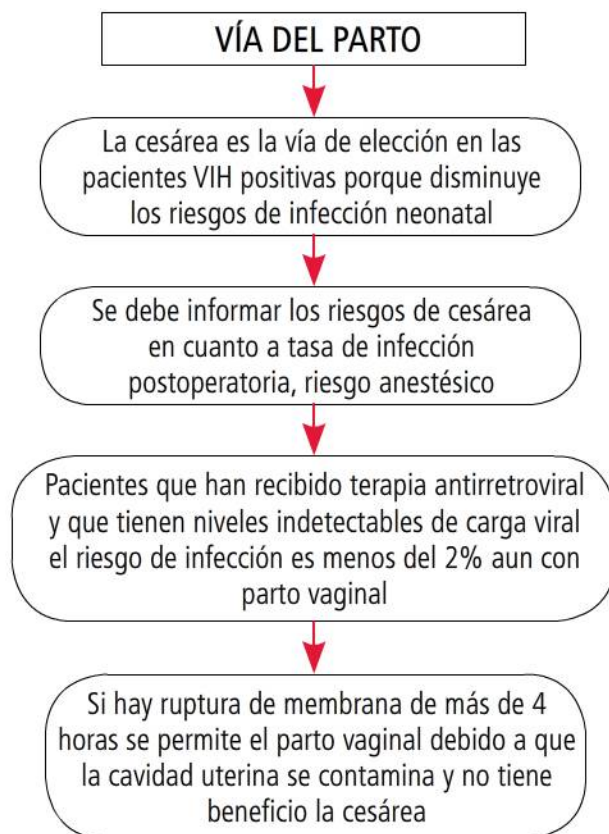 VÍA DEL PARTO
La cesárea es la vía de elección en las
pacientes VIH positivas porque disminuye
los riesgos de infección neonatal
Se debe informar los riesgos de cesárea
en cuanto a tasa de infección
postoperatoria, riesgo anestésico
Pacientes que han recibido terapia antirretroviral
y que tienen niveles indetectables de carga viral
el riesgo de infección es menos del 2% aun con
parto vaginal
Si hay ruptura de membrana de más de 4
horas se permite el parto vaginal debido a que
la cavidad uterina se contamina y no tiene
beneficio la cesárea